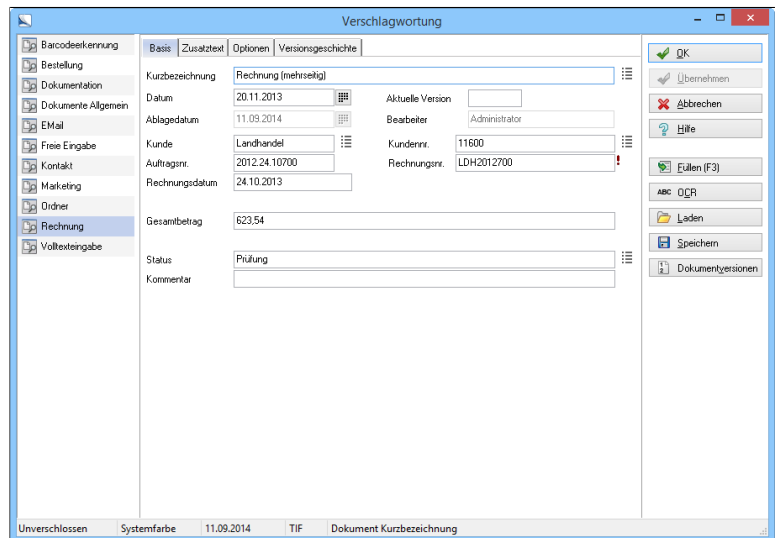 Verschlagwortung
Barcodeerkennung
Bestellung
Dokumentation
Dokumente Allgemein
EMail
Freie Eingabe
Kontakt
Marketing
Ordner
Rechnung
Volltexteingabe
Basis Zusatztext Optionen Versionsgeschichte
Kurzbezeichnung Rechnung (mehrseitig)
Datum 20.11.2013 Aktuelle Version
Ablagedatum 11.09.2014 Bearbeiter Administrator
Kunde Landhandel Kundennr. 11600
Auftragsnr. 2012.24.10700 Rechnungsnr. LDH2012700 !
Rechnungsdatum 24.10.2013
Gesamtbetrag 623,54
Status Prüfung
Kommentar
OK
Übernehmen
Abbrechen
Hilfe
Füllen (F3)
ABC OCR
Laden
Speichern
Dokumentversionen
Unverschlossen Systemfarbe 11.09.2014 TIF Dokument Kurzbezeichnung